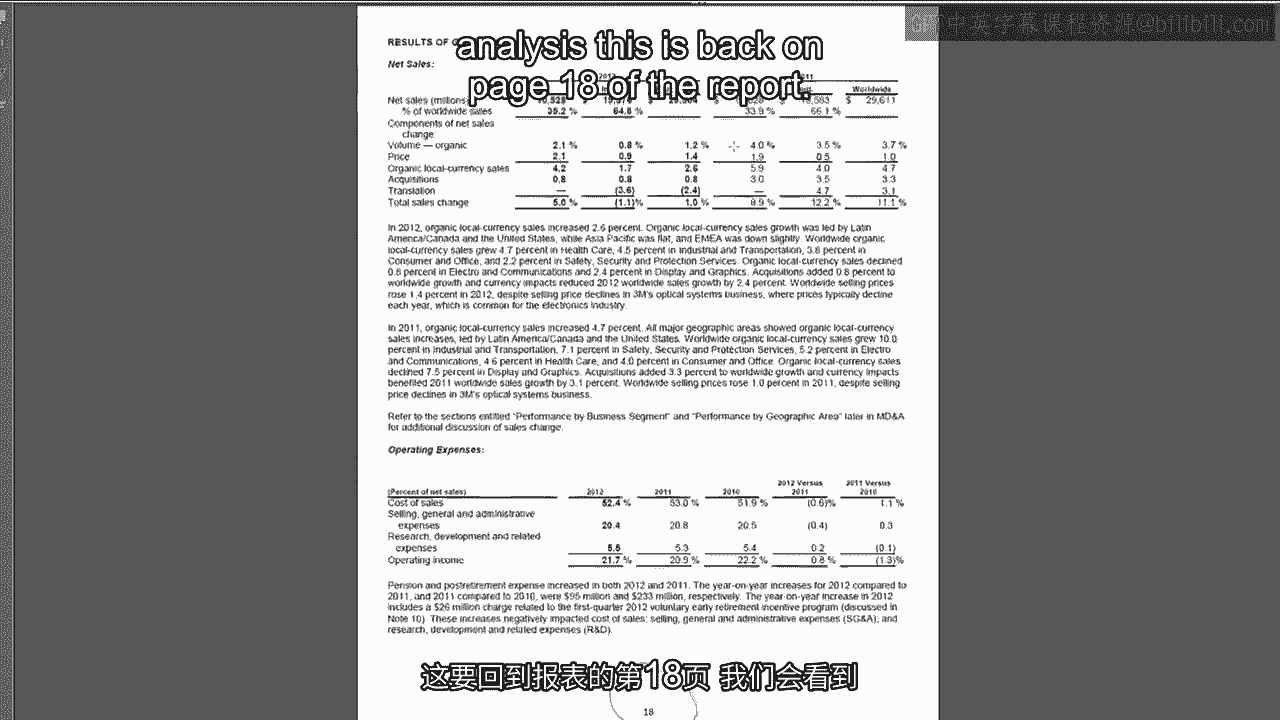 RESULTS OF
analysis this is back on
page 18 of the report.
Net Sales:
Worldwide
Net sales (millions) $ 29,611
% of worldwide sales 35.2 % 64.8 % 33.9 % 66.1 %
Components of net sales
change:
Volume — organic 2.1 % 0.8 % 1.2 % 4.0 % 3.5 % 3.7 %
Price 2.1 0.9 1.4 1.9 0.5 1.0
Organic local-currency sales 4.2 1.7 2.6 5.9 4.0 4.7
Acquisitions 0.8 0.8 0.8 3.0 3.5 3.3
Translation — (3.6) (2.4) — 4.7 3.1
Total sales change 5.0 % (1.1)% 1.0 % 8.9 % 12.2 % 11.1 %
In 2012, organic local-currency sales increased 2.6 percent. Organic local-currency sales growth was led by Latin
America/Canada and the United States, while Asia Pacific was flat, and EMEA was down slightly. Worldwide organic
local-currency sales grew 4.7 percent in Health Care, 4.5 percent in Industrial and Transportation, 3.8 percent in
Consumer and Office, and 2.2 percent in Safety, Security and Protection Services. Organic local-currency sales declined
0.8 percent in Electro and Communications and 2.4 percent in Display and Graphics. Acquisitions added 0.8 percent to
worldwide growth and currency impacts reduced 2012 worldwide sales growth by 2.4 percent. Worldwide selling prices
rose 1.4 percent in 2012, despite selling price declines in 3M's optical systems business, where prices typically decline
each year, which is common for the electronics industry.
In 2011, organic local-currency sales increased 4.7 percent. All major geographic areas showed organic local-currency
sales increases, led by Latin America/Canada and the United States. Worldwide organic local-currency sales grew 10.0
percent in Industrial and Transportation, 7.1 percent in Safety, Security and Protection Services, 5.2 percent in Electro
and Communications, 4.6 percent in Health Care, and 4.0 percent in Consumer and Office. Organic local-currency sales
declined 7.5 percent in Display and Graphics. Acquisitions added 3.3 percent to worldwide growth and currency impacts
benefited 2011 worldwide sales growth by 3.1 percent. Worldwide selling prices rose 1.0 percent in 2011, despite selling
price declines in 3M's optical systems business.
Refer to the sections entitled "Performance by Business Segment" and "Performance by Geographic Area" later in MD&A
for additional discussion of sales change.
Operating Expenses:
2012 Versus 2011 Versus
(Percent of net sales) 2012 2011 2010 2011 2010
Cost of sales 52.4 % 53.0 % 51.9 % (0.6)% 1.1 %
Selling, general and administrative
expenses 20.4 20.8 20.5 (0.4) 0.3
Research, development and related
expenses 5.5 5.3 5.4 0.2 (0.1)
Operating income 21.7 % 20.9 % 22.2 % 0.8 % (1.3)%
Pension and postretirement expense increased in both 2012 and 2011. The year-on-year increases for 2012 compared to
2011, and 2011 compared to 2010, were $95 million and $233 million, respectively. The year-on-year increase in 2012
includes a $26 million charge related to the first-quarter 2012 voluntary early retirement incentive program (discussed in
Note 10). These increases negatively impacted cost of sales; selling, general and administrative expenses (SG&A); and
research, development and related expenses (R&D).
这要回到报表的第18页 我们会看到
18